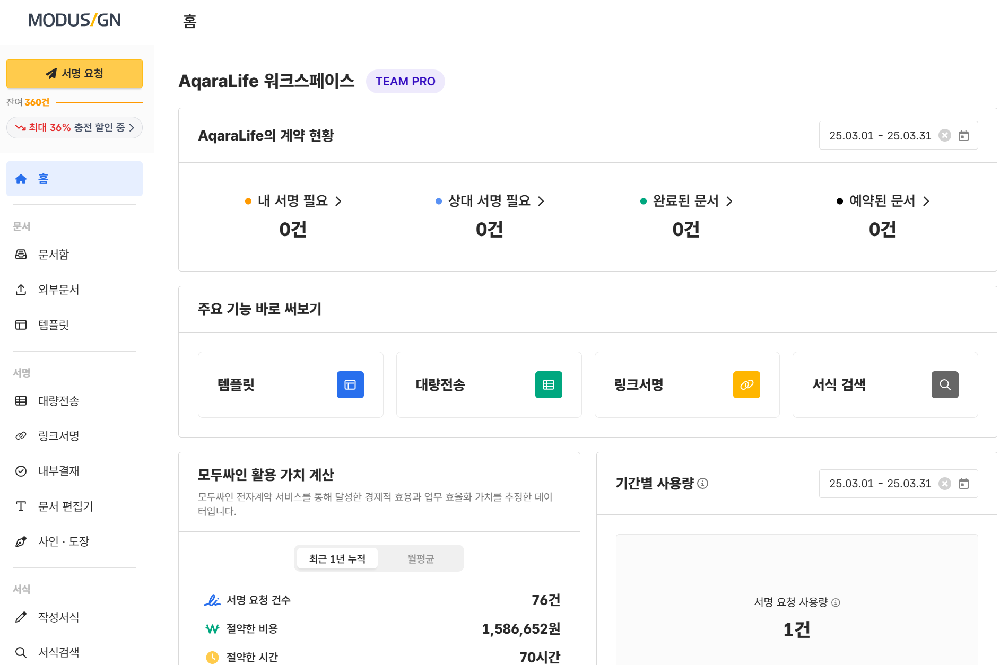 MODUSIGN
홈
서명 요청
잔여 360건
최대 36% 충전 할인 중
홈
문서
문서함
외부문서
템플릿
서명
대량전송
링크서명
내부결재
문서 편집기
사인 · 도장
서식
작성서식
서식검색
AqaraLife 워크스페이스
TEAM PRO
AqaraLife의 계약 현황
25.03.01 - 25.03.31
내 서명 필요
0건
상대 서명 필요
0건
완료된 문서
0건
예약된 문서
0건
주요 기능 바로 써보기
템플릿
대량전송
링크서명
서식 검색
모두싸인 활용 가치 계산
모두싸인 전자계약 서비스를 통해 달성한 경제적 효용과 업무 효율화 가치를 추정한 데이
터입니다.
최근 1년 누적
월평균
서명 요청 건수
76건
절약한 비용
1,586,652원
절약한 시간
70시간
기간별 사용량
25.03.01 - 25.03.31
서명 요청 사용량
1건